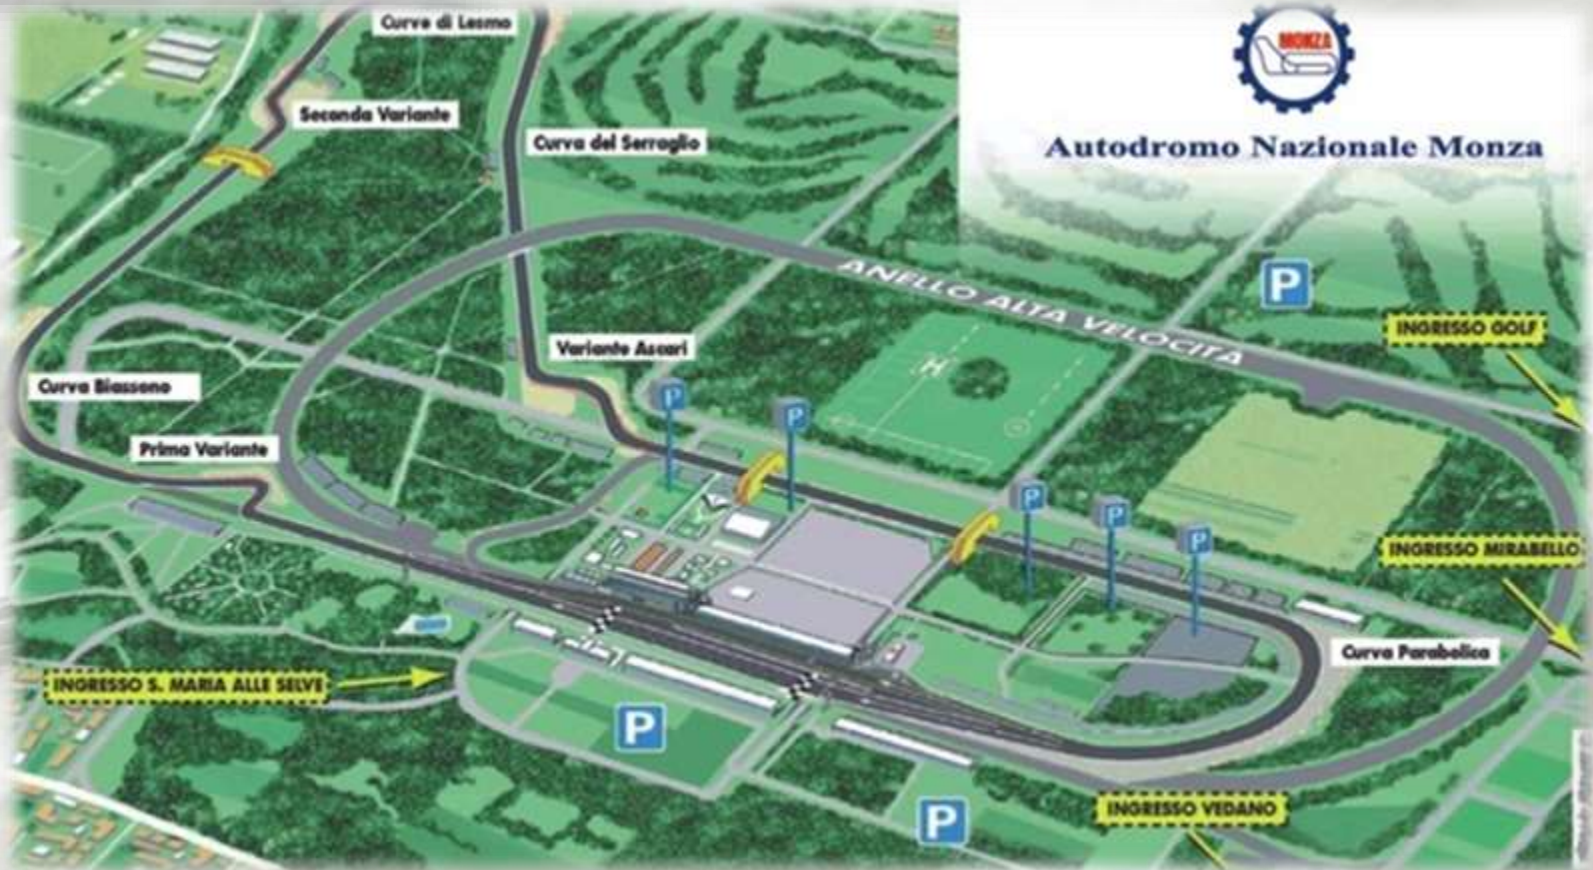 Curve di Lesmo
MONZA
Seconda Variante
Curva del Serraglio
Autodromo Nazionale Monza
ANELLO ALTA VELOCITA
P
INGRESSO GOLF
Variante Ascari
Curva Biassono
P
P
Prima Variante
H
P
P
P
INGRESSO MIRABELLO
Curva Parabolica
INGRESSO S. MARIA ALLE SELVE
P
INGRESSO VEDANO
P